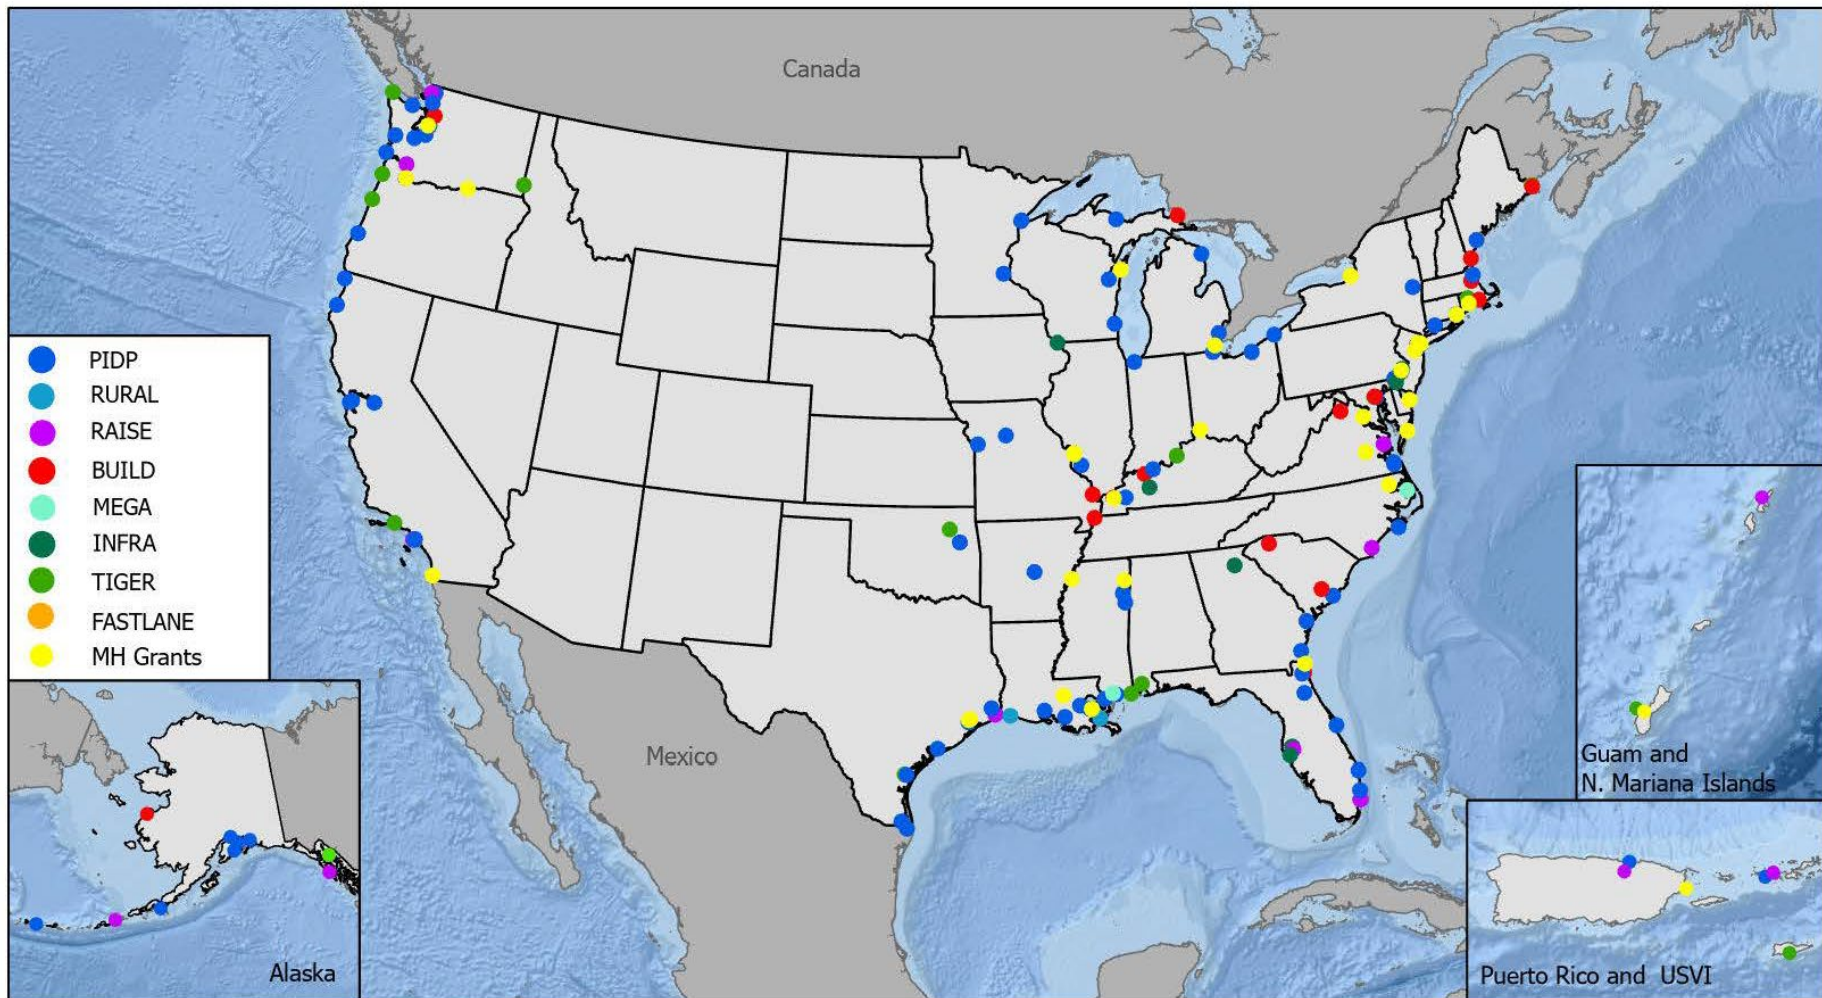 Canada
PIDP
RURAL
RAISE
BUILD
MEGA
INFRA
TIGER
FASTLANE
MH Grants
Mexico
Guam and
N. Mariana Islands
Alaska
Puerto Rico and USVI